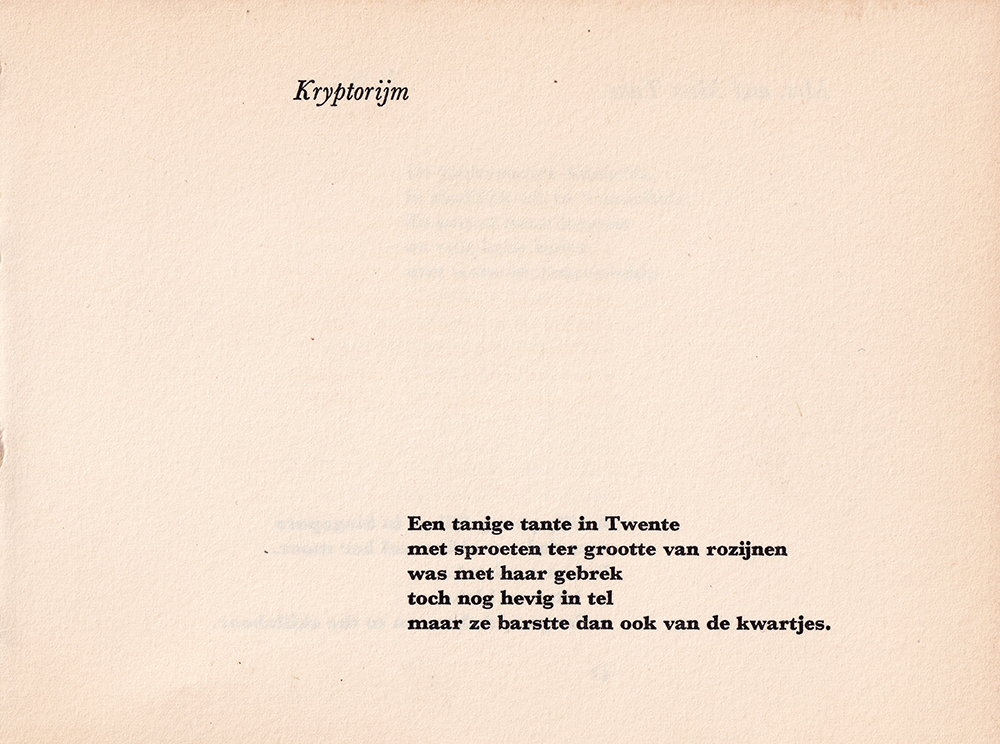 Kryptorijm
Een tanige tante in Twente
met sproeten ter grootte van rozijnen
was met haar gebrek
toch nog hevig in tel
maar ze barstte dan ook van de kwartjes.